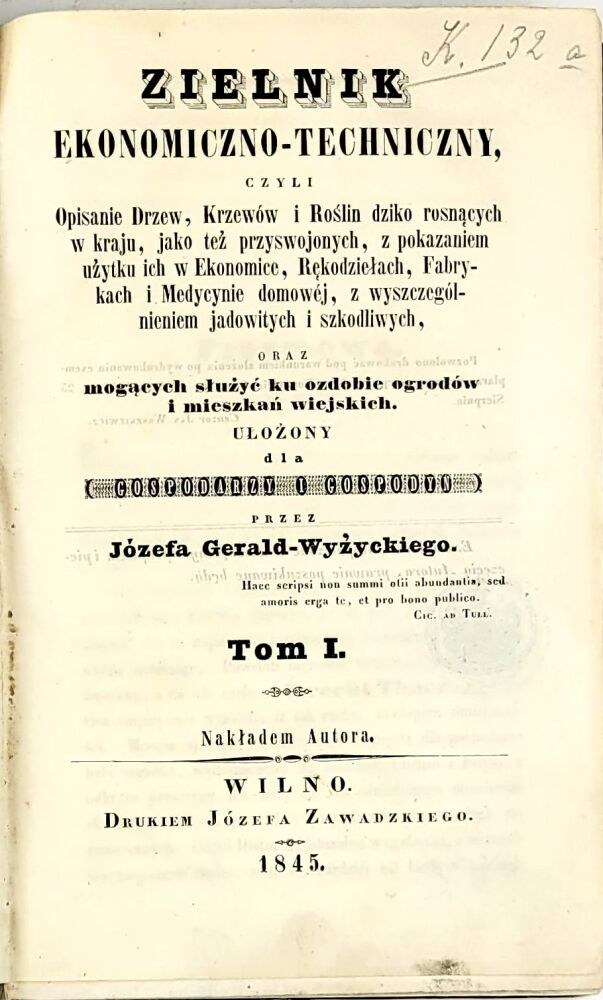 K. 132 a
ZIELNIK
EKONOMICZNO-TECHNICZNY,
CZYLI
Opisanie Drzew, Krzewów i Roślin dziko rosnących
w kraju, jako też przyswojonych, z pokazaniem
użytku ich w Ekonomice, Rękodziełach, Fabry-
kach i Medycynie domowéj, z wyszczegól-
nieniem jadowitych i szkodliwych,
ORAZ
mogących służyć ku ozdobie ogrodów
i mieszkań wiejskich.
UŁOŻONY
dla
GOSPODARZY I GOSPODYŃ
PRZEZ
Józefa Gerald-Wyżyckiego.
Haec scripsi non summi otii abundantia, sed
amoris erga te, et pro bono publico.
CIC. AD TULL.
Tom I.
Nakładem Autora.
WILNO.
DRUKIEM JÓZEFA ZAWADZKIEGO.
1845.